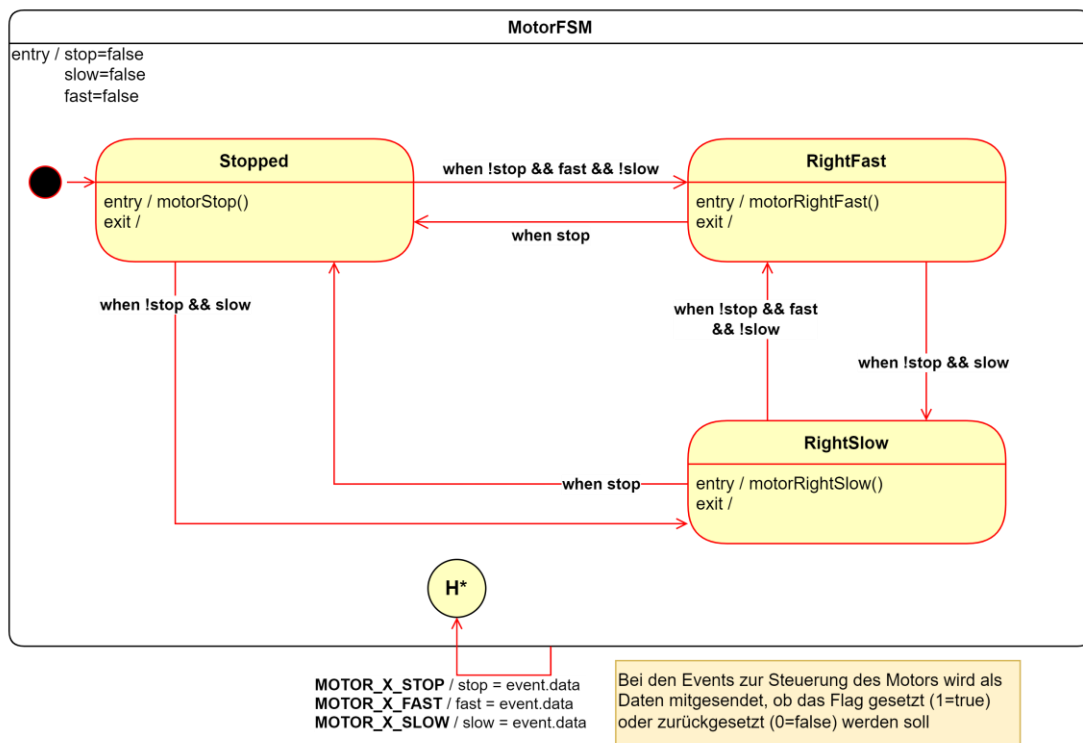 MotorFSM
entry / stop=false
slow=false
fast=false
Stopped
entry / motorStop()
exit /
when !stop && fast && !slow
when stop
RightFast
entry / motorRightFast()
exit /
when !stop && slow
when !stop && fast
&& !slow
when !stop && slow
RightSlow
entry / motorRightSlow()
exit /
when stop
H*
MOTOR_X_STOP / stop = event.data
MOTOR_X_FAST / fast = event.data
MOTOR_X_SLOW / slow = event.data
Bei den Events zur Steuerung des Motors wird als
Daten mitgesendet, ob das Flag gesetzt (1=true)
oder zurückgesetzt (0=false) werden soll